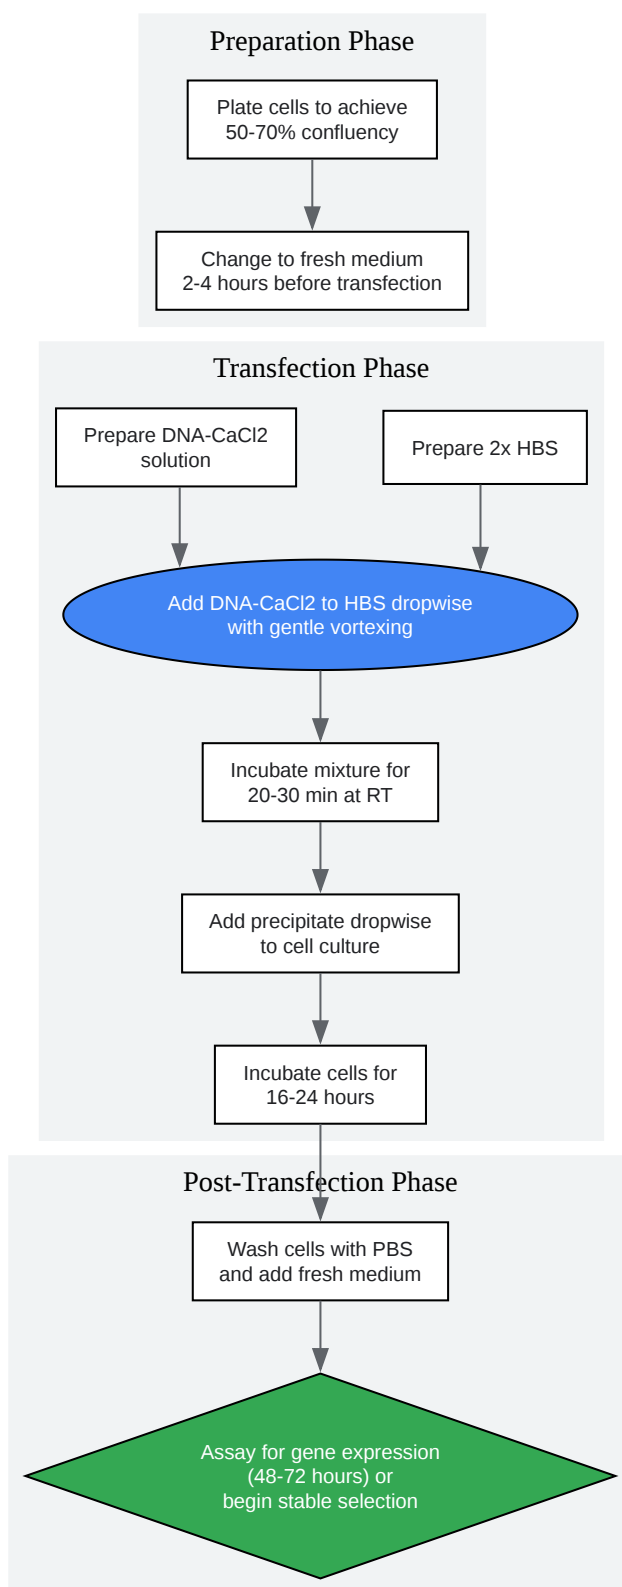 Preparation Phase
Plate cells to achieve
50-70% confluency
Change to fresh medium
2-4 hours before transfection
Transfection Phase
Prepare DNA-CaCl2
solution
Prepare 2x HBS
Add DNA-CaCl2 to HBS dropwise
with gentle vortexing
Incubate mixture for
20-30 min at RT
Add precipitate dropwise
to cell culture
Incubate cells for
16-24 hours
Post-Transfection Phase
Wash cells with PBS
and add fresh medium
Assay for gene expression
(48-72 hours) or
begin stable selection